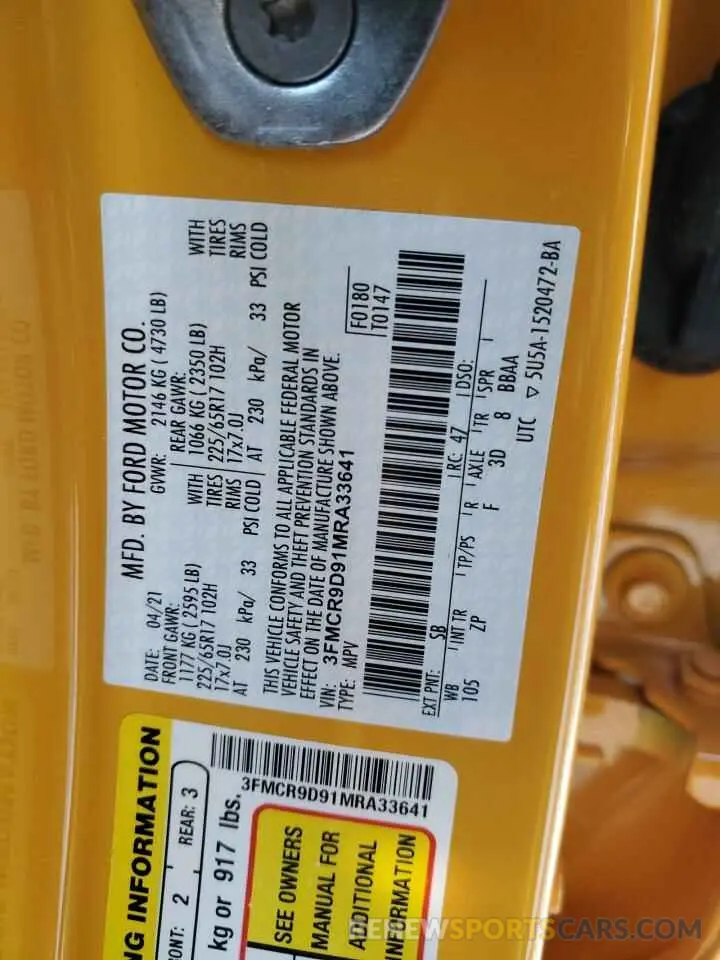 MFD. BY FORD MOTOR CO.
DATE: 04/21 GVWR: 2146 KG ( 4730 LB)
FRONT GAWR: REAR GAWR:
1177 KG ( 2595 LB) WITH 1066 KG ( 2350 LB) WITH
225/65R17 102H TIRES 225/65R17 102H TIRES
17x7.0J RIMS 17x7.0J RIMS
AT 230 kPa/ 33 PSI COLD AT 230 kPa/ 33 PSI COLD
THIS VEHICLE CONFORMS TO ALL APPLICABLE FEDERAL MOTOR
VEHICLE SAFETY AND THEFT PREVENTION STANDARDS IN
EFFECT ON THE DATE OF MANUFACTURE SHOWN ABOVE.
VIN: 3FMCR9D91MRA33641 F0180
TYPE: MPV T0147
EXT PNT: SB RC: 47 DSO:
WB INT TR TP/PS R AXLE TR SPR
105 ZP F 3D 8 BBAA
UTC ▽ 5U5A-1520472-BA
NG INFORMATION
ONT: 2 REAR: 3
kg or 917 lbs.
3FMCR9D91MRA33641
SEE OWNERS
MANUAL FOR
ADDITIONAL
INFORMATION
REPEWSPORTSCARS.COM